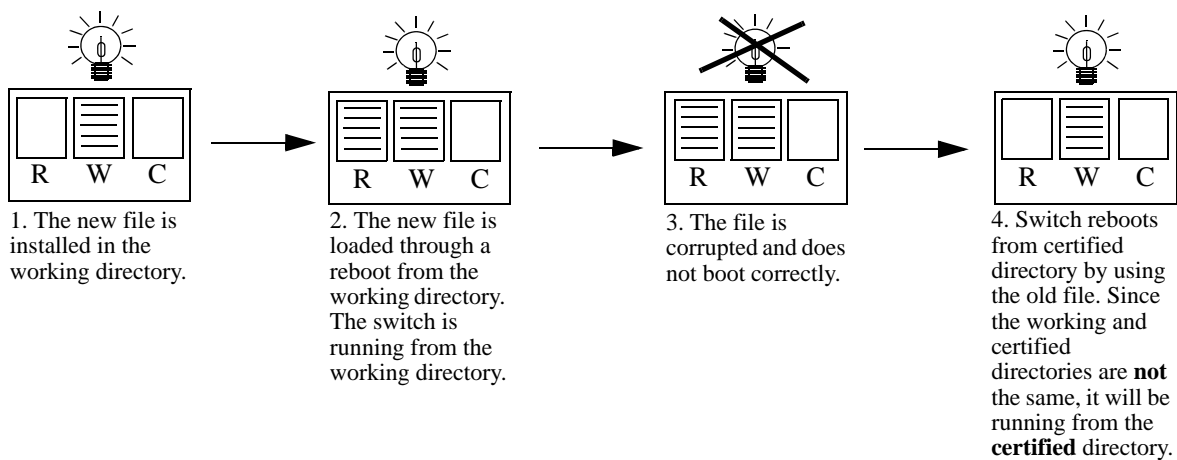 R W C
1. The new file is
installed in the
working directory.
R W C
2. The new file is
loaded through a
reboot from the
working directory.
The switch is
running from the
working directory.
R W C
3. The file is
corrupted and does
not boot correctly.
R W C
4. Switch reboots
from certified
directory by using
the old file. Since
the working and
certified
directories are not
the same, it will be
running from the
certified directory.